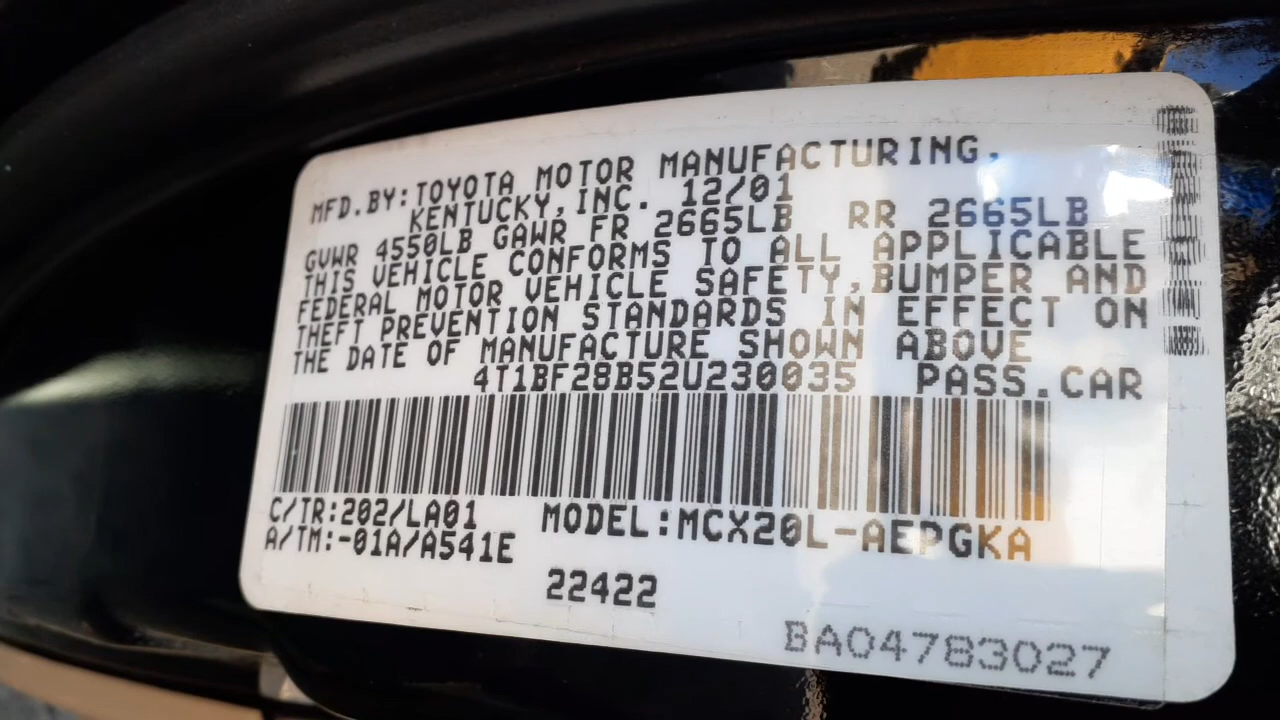 MFD.BY:TOYOTA MOTOR MANUFACTURING,
KENTUCKY,INC. 12/01
GVWR 4550LB GAWR FR 2665LB RR 2665LB
THIS VEHICLE CONFORMS TO ALL APPLICABLE
FEDERAL MOTOR VEHICLE SAFETY,BUMPER AND
THEFT PREVENTION STANDARDS IN EFFECT ON
THE DATE OF MANUFACTURE SHOWN ABOVE
4T1BF28B52U230035 PASS.CAR
C/TR:202/LA01 MODEL:MCX20L-AEPGKA
A/TM:-01A/A541E
22422
BA04783027